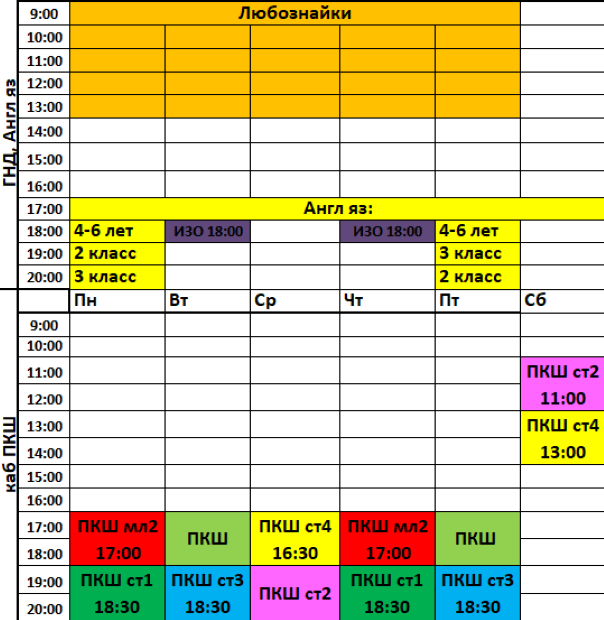 ГНД, Англ яз
9:00 Любознайки
10:00
11:00
12:00
13:00
14:00
15:00
16:00
17:00 Англ яз:
18:00 4-6 лет ИЗО 18:00 ИЗО 18:00 4-6 лет
19:00 2 класс 3 класс
20:00 3 класс 2 класс
Пн Вт Ср Чт Пт Сб
каб ПКШ
9:00
10:00
11:00 ПКШ ст2
12:00 11:00
13:00 ПКШ ст4
14:00 13:00
15:00
16:00
17:00 ПКШ мл2 ПКШ ПКШ ст4 ПКШ мл2 ПКШ
18:00 17:00 16:30 17:00
19:00 ПКШ ст1 ПКШ ст3 ПКШ ст2 ПКШ ст1 ПКШ ст3
20:00 18:30 18:30 18:30 18:30